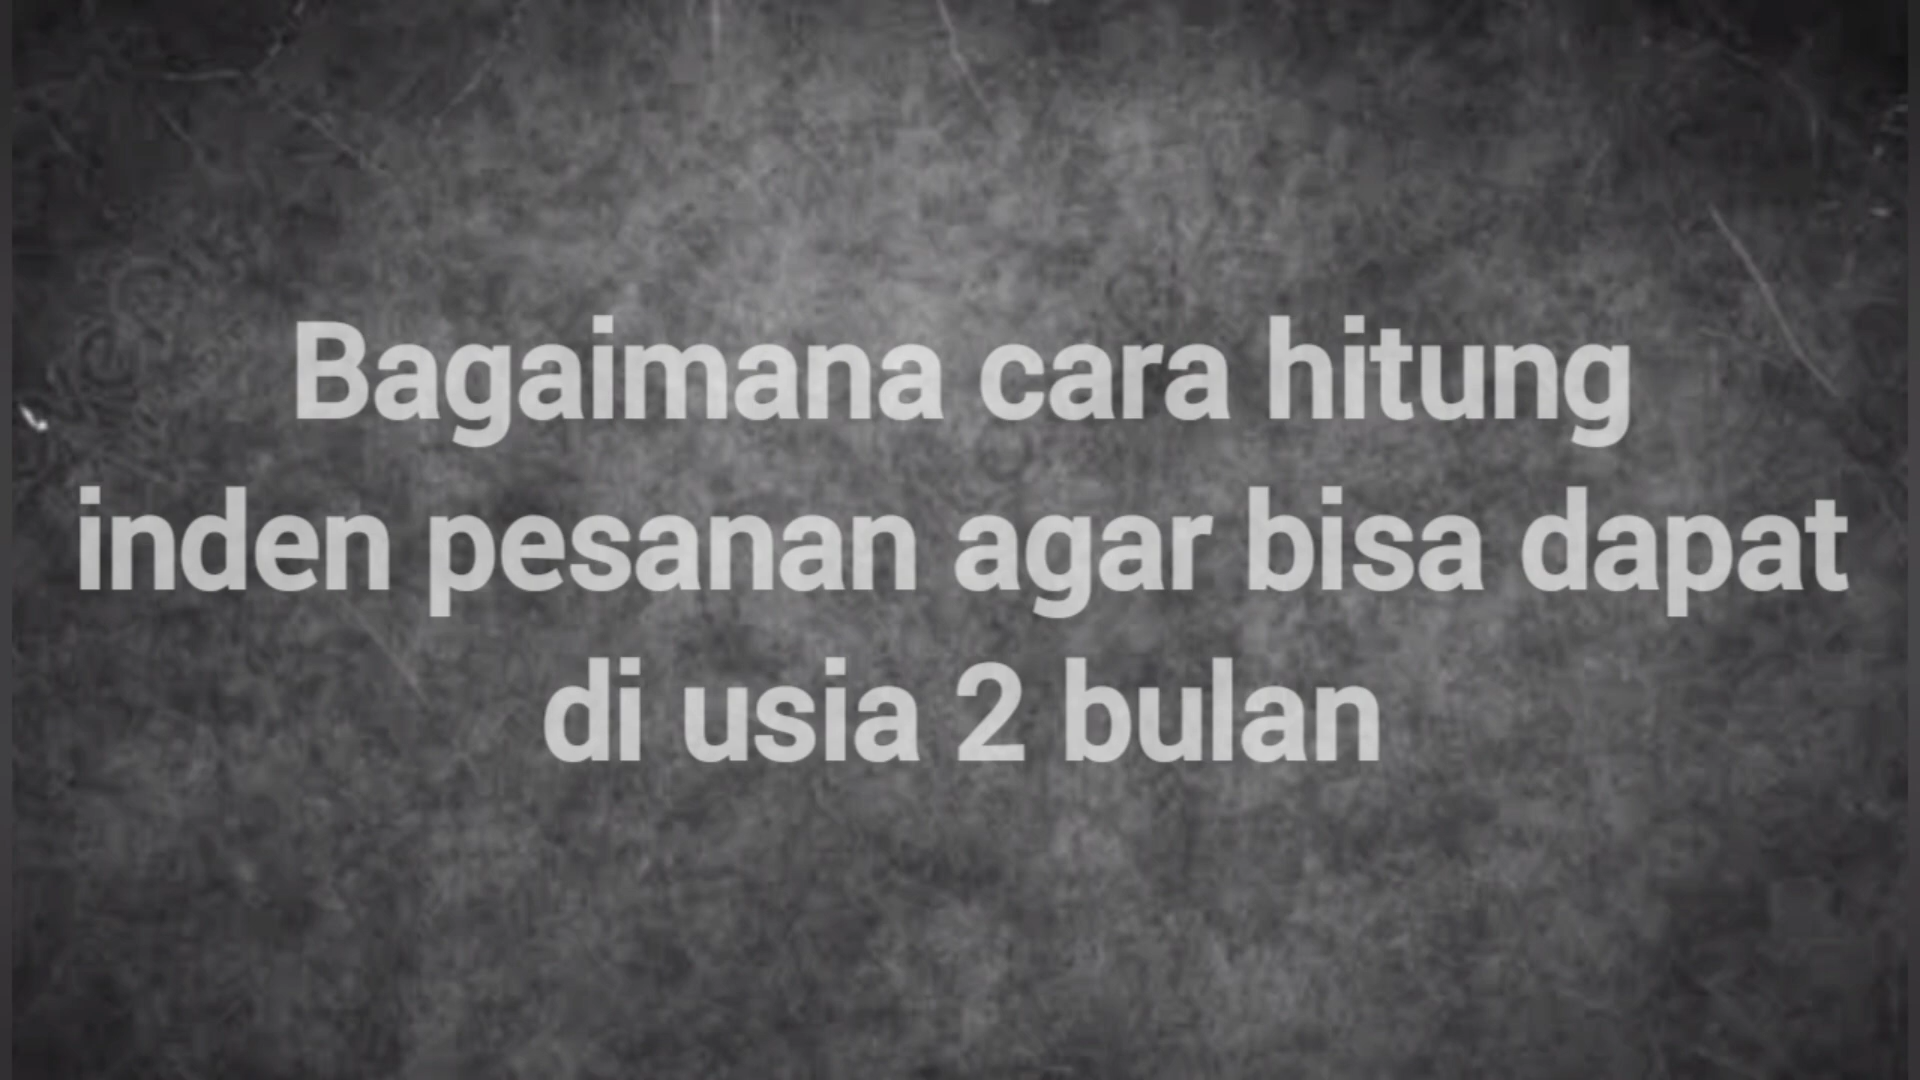 Bagaimana cara hitung
inden pesanan agar bisa dapat
di usia 2 bulan